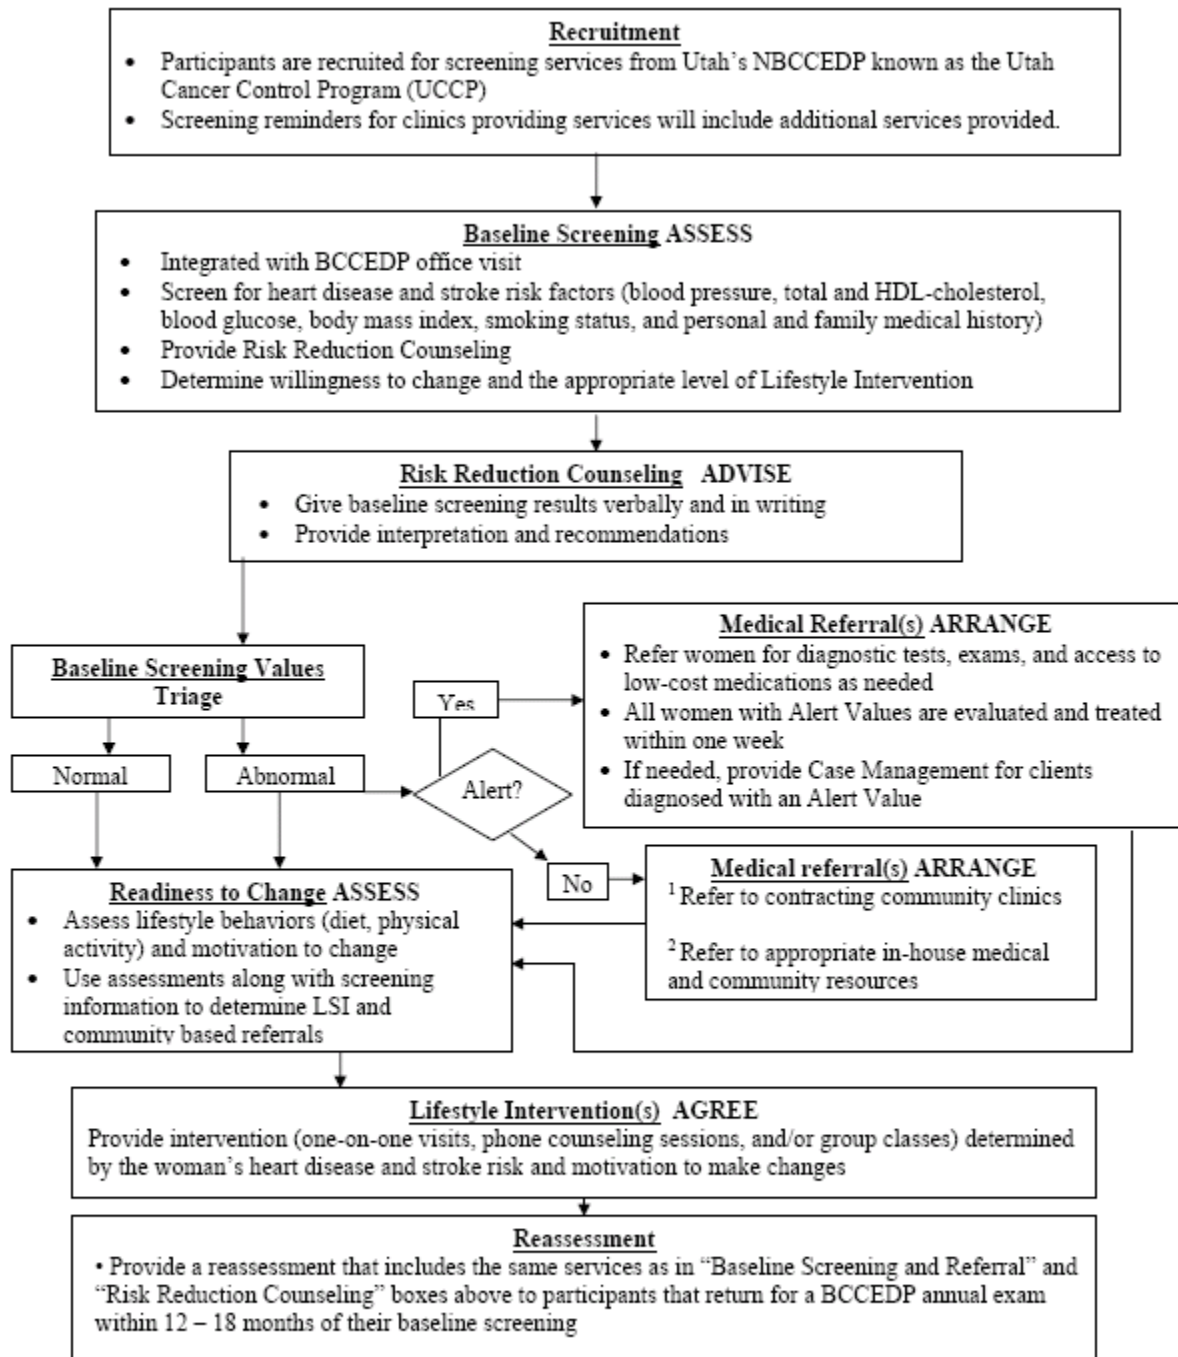 Recruitment
• Participants are recruited for screening services from Utah's NBCCEDP known as the Utah
Cancer Control Program (UCCP)
• Screening reminders for clinics providing services will include additional services provided.
Baseline Screening ASSESS
• Integrated with BCCEDP office visit
• Screen for heart disease and stroke risk factors (blood pressure, total and HDL-cholesterol,
blood glucose, body mass index, smoking status, and personal and family medical history)
• Provide Risk Reduction Counseling
• Determine willingness to change and the appropriate level of Lifestyle Intervention
Risk Reduction Counseling ADVISE
• Give baseline screening results verbally and in writing
• Provide interpretation and recommendations
Baseline Screening Values
Triage
Normal
Abnormal
Alert?
Yes
Medical Referral(s) ARRANGE
• Refer women for diagnostic tests, exams, and access to
low-cost medications as needed
• All women with Alert Values are evaluated and treated
within one week
• If needed, provide Case Management for clients
diagnosed with an Alert Value
No
Medical referral(s) ARRANGE
1 Refer to contracting community clinics
2 Refer to appropriate in-house medical
and community resources
Readiness to Change ASSESS
• Assess lifestyle behaviors (diet, physical
activity) and motivation to change
• Use assessments along with screening
information to determine LSI and
community based referrals
Lifestyle Intervention(s) AGREE
Provide intervention (one-on-one visits, phone counseling sessions, and/or group classes) determined
by the woman's heart disease and stroke risk and motivation to make changes
Reassessment
• Provide a reassessment that includes the same services as in “Baseline Screening and Referral” and
“Risk Reduction Counseling” boxes above to participants that return for a BCCEDP annual exam
within 12 – 18 months of their baseline screening